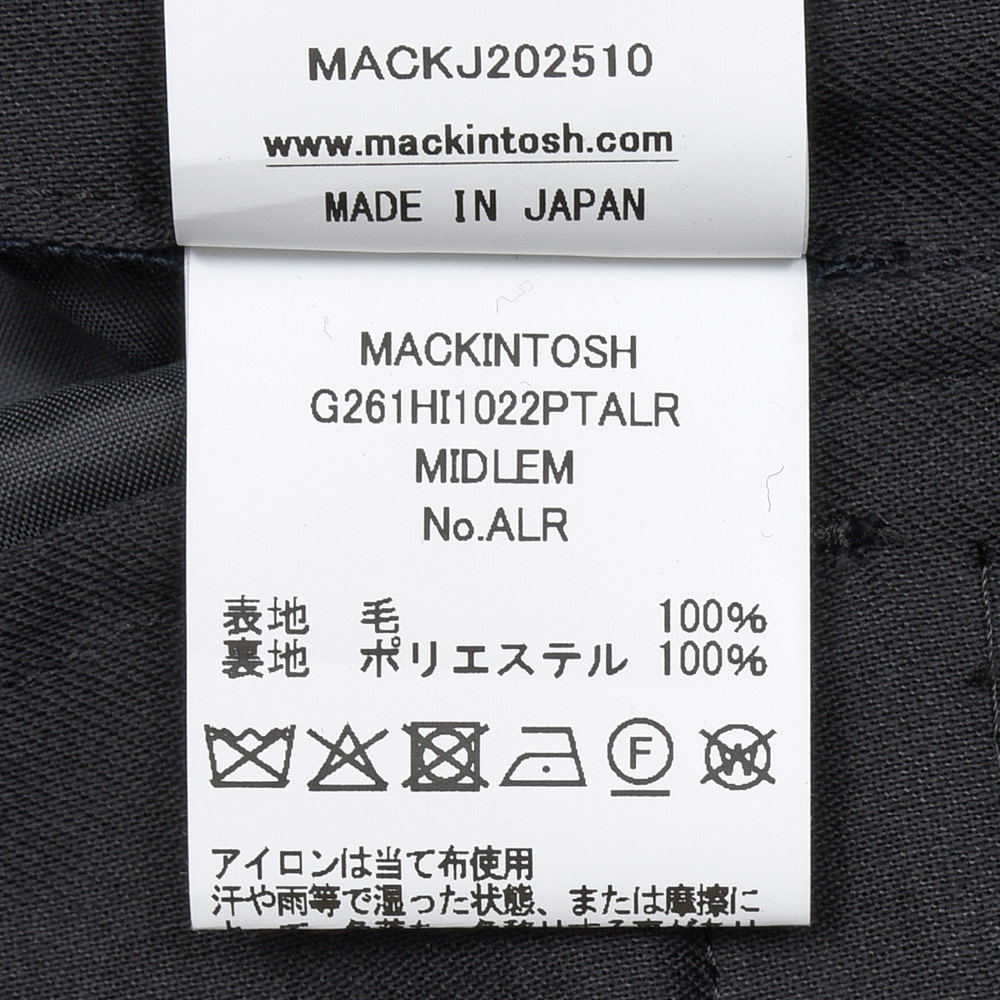 MACKJ202510
www.mackintosh.com
MADE IN JAPAN
MACKINTOSH
G261HI1022PTALR
MIDLEM
No.ALR
表地 毛 100%
裏地 ポリエステル 100%
F
W
アイロンは当て布使用
汗や雨等で湿った状態、または摩擦に